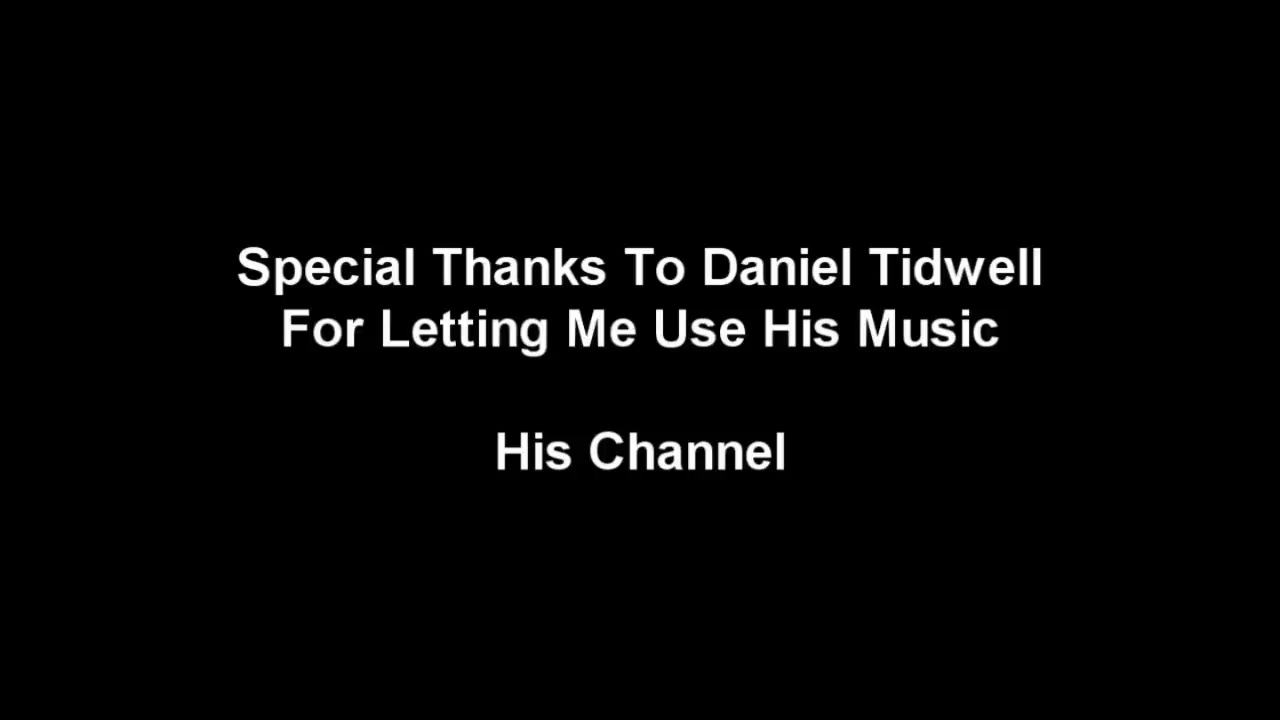 Special Thanks To Daniel Tidwell
For Letting Me Use His Music
His Channel